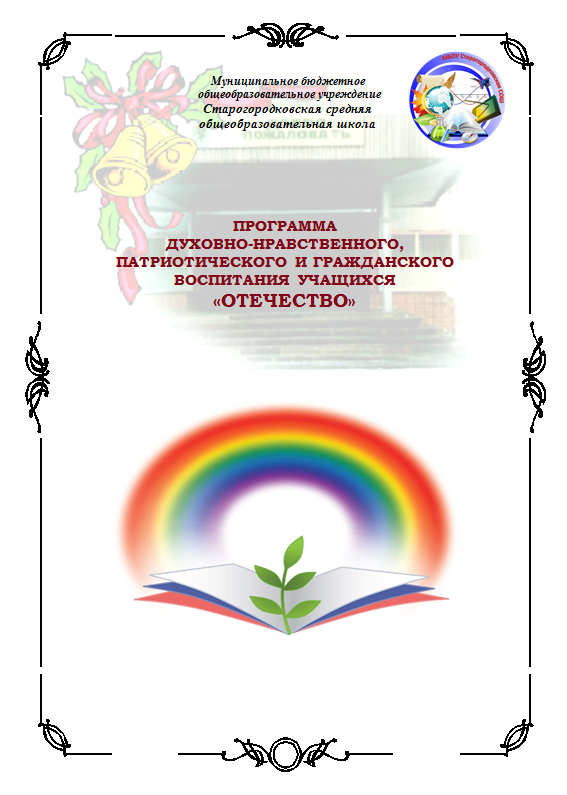 Муниципальное бюджетное
общеобразовательное учреждение
Старогородковская средняя
общеобразовательная школа
МБОУ Старогородковская СОШ
ПОЖАЛОВАТЬ
ПРОГРАММА
ДУХОВНО-НРАВСТВЕННОГО,
ПАТРИОТИЧЕСКОГО И ГРАЖДАНСКОГО
ВОСПИТАНИЯ УЧАЩИХСЯ
«ОТЕЧЕСТВО»